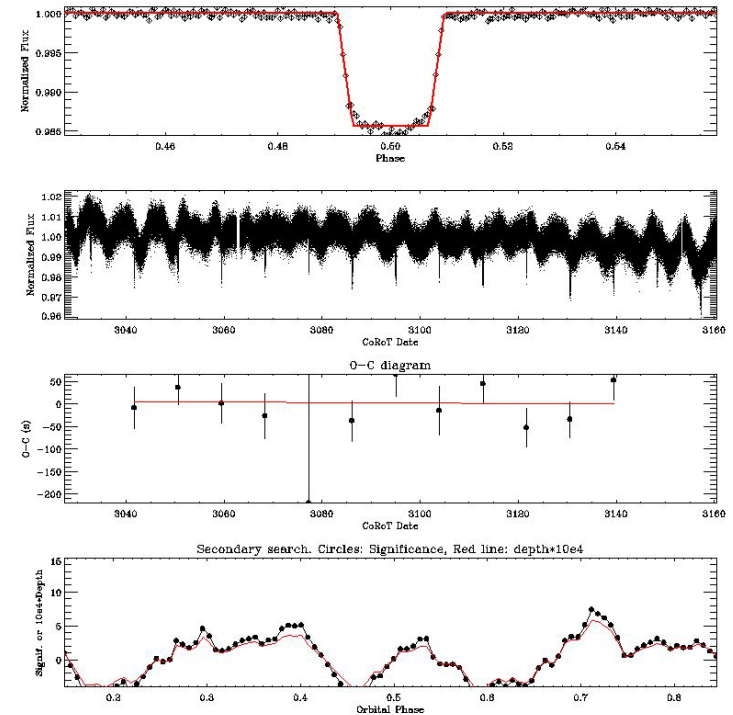 1.000
0.995
0.990
0.985
Normalized Flux
0.46 0.48 0.50 0.52 0.54
Phase
1.02
1.01
1.00
0.99
0.98
0.97
0.96
Normalized Flux
3040 3060 3080 3100 3120 3140 3160
CoRoT Date
O-C diagram
50
0
-50
-100
-150
-200
O-C (s)
3040 3060 3080 3100 3120 3140 3160
CoRoT Date
Secondary search. Circles: Significance, Red line: depth*10e4
15
10
5
0
Signif. or 10e4*Depth
0.2 0.3 0.4 0.5 0.6 0.7 0.8
Orbital Phase